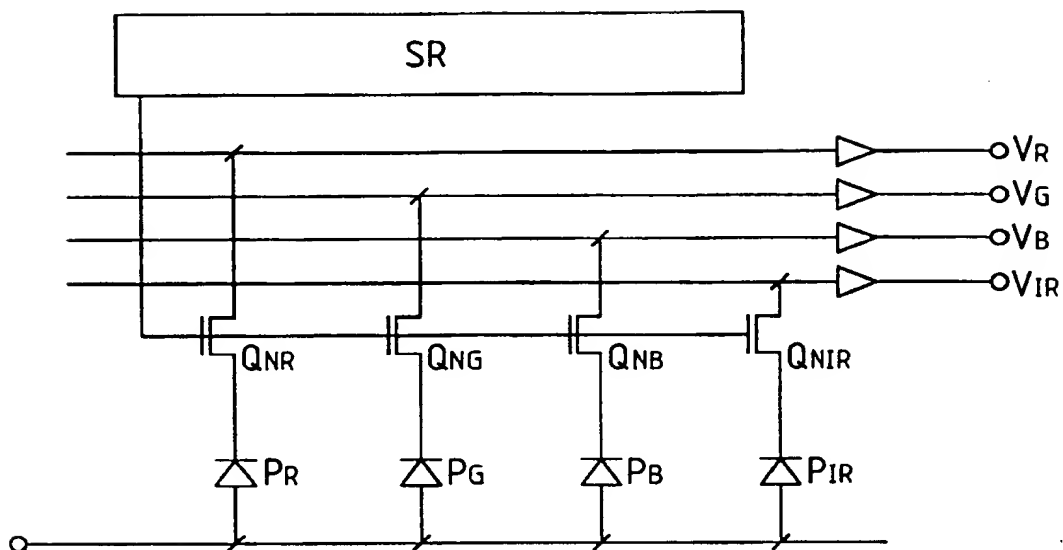 SR
VR
VG
VB
VIR
QNR QNG QNB QNIR
PR PG PB PIR